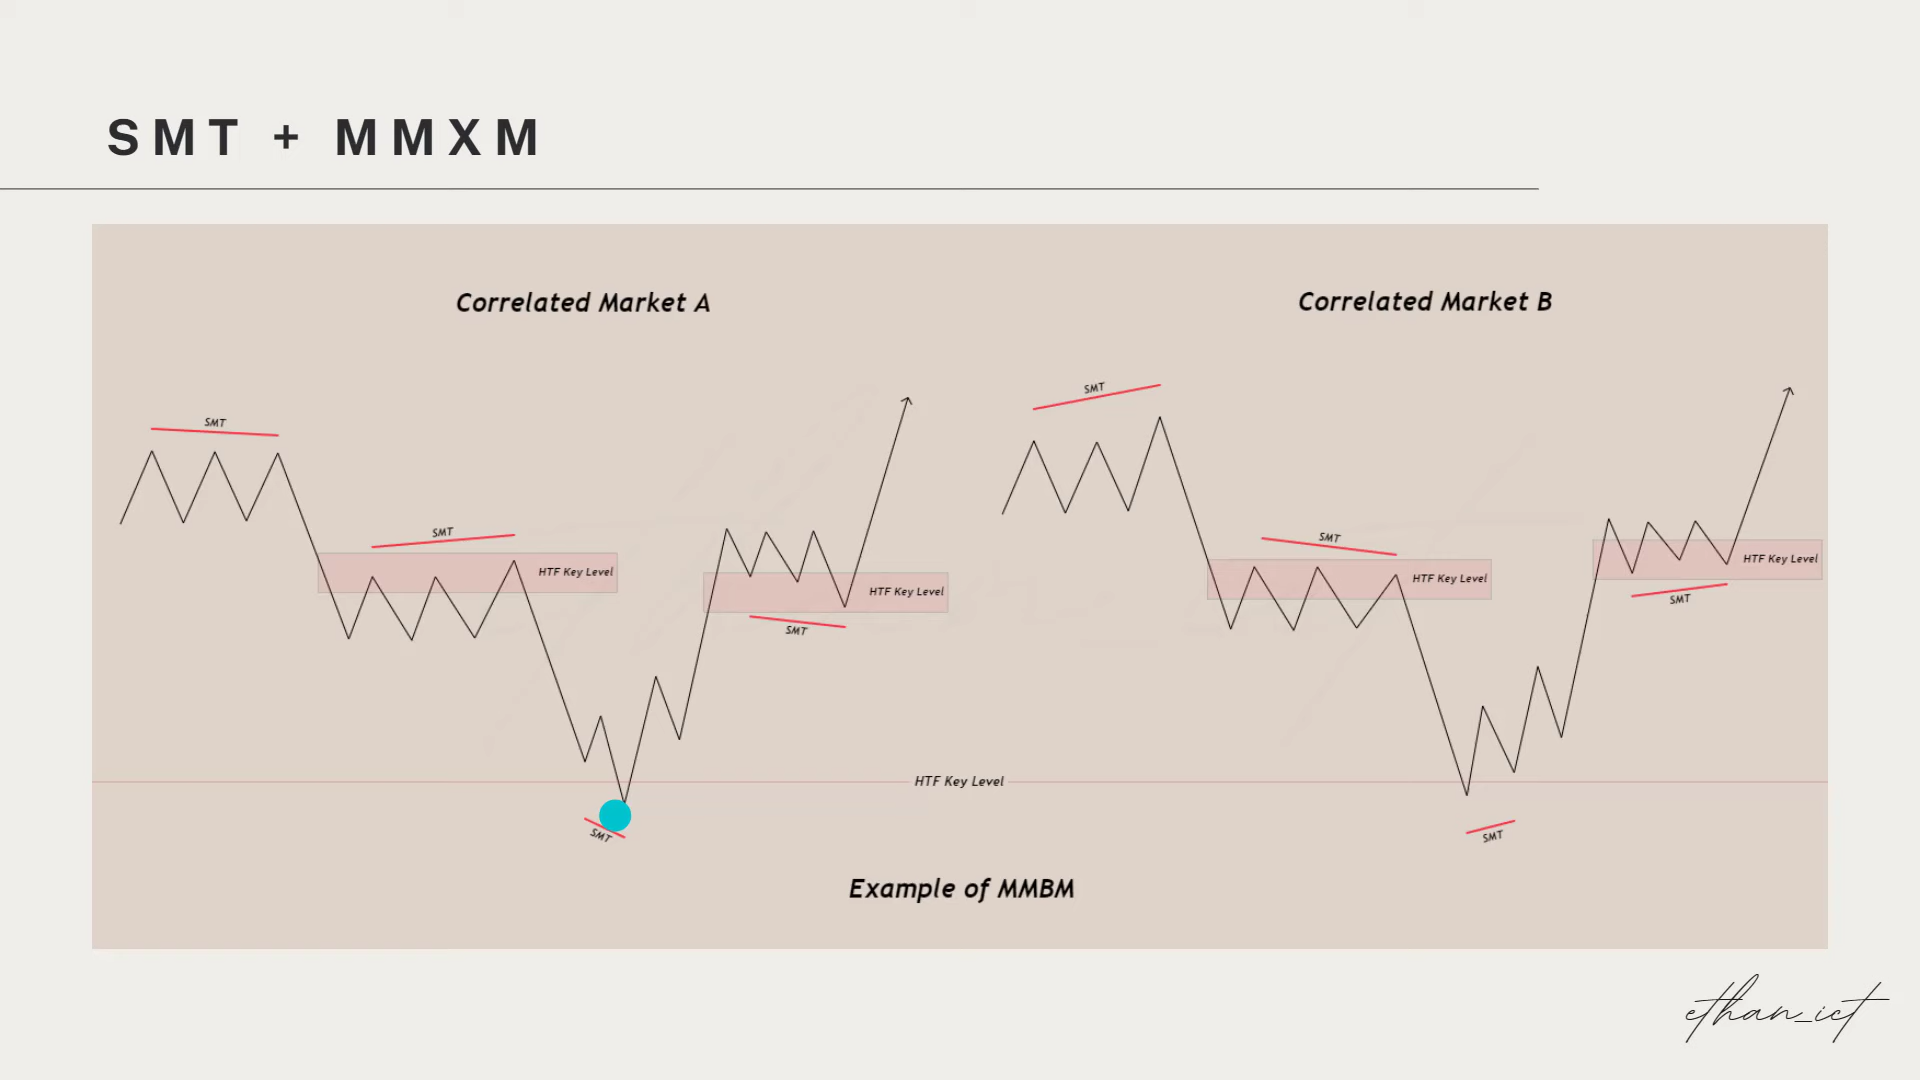 SMT + MMXM
Correlated Market A
Correlated Market B
SMT
SMT
SMT
SMT
HTF Key Level
HTF Key Level
SMT
HTF Key Level
HTF Key Level
SMT
HTF Key Level
SMT
SMT
Example of MMBM
ethan_ict